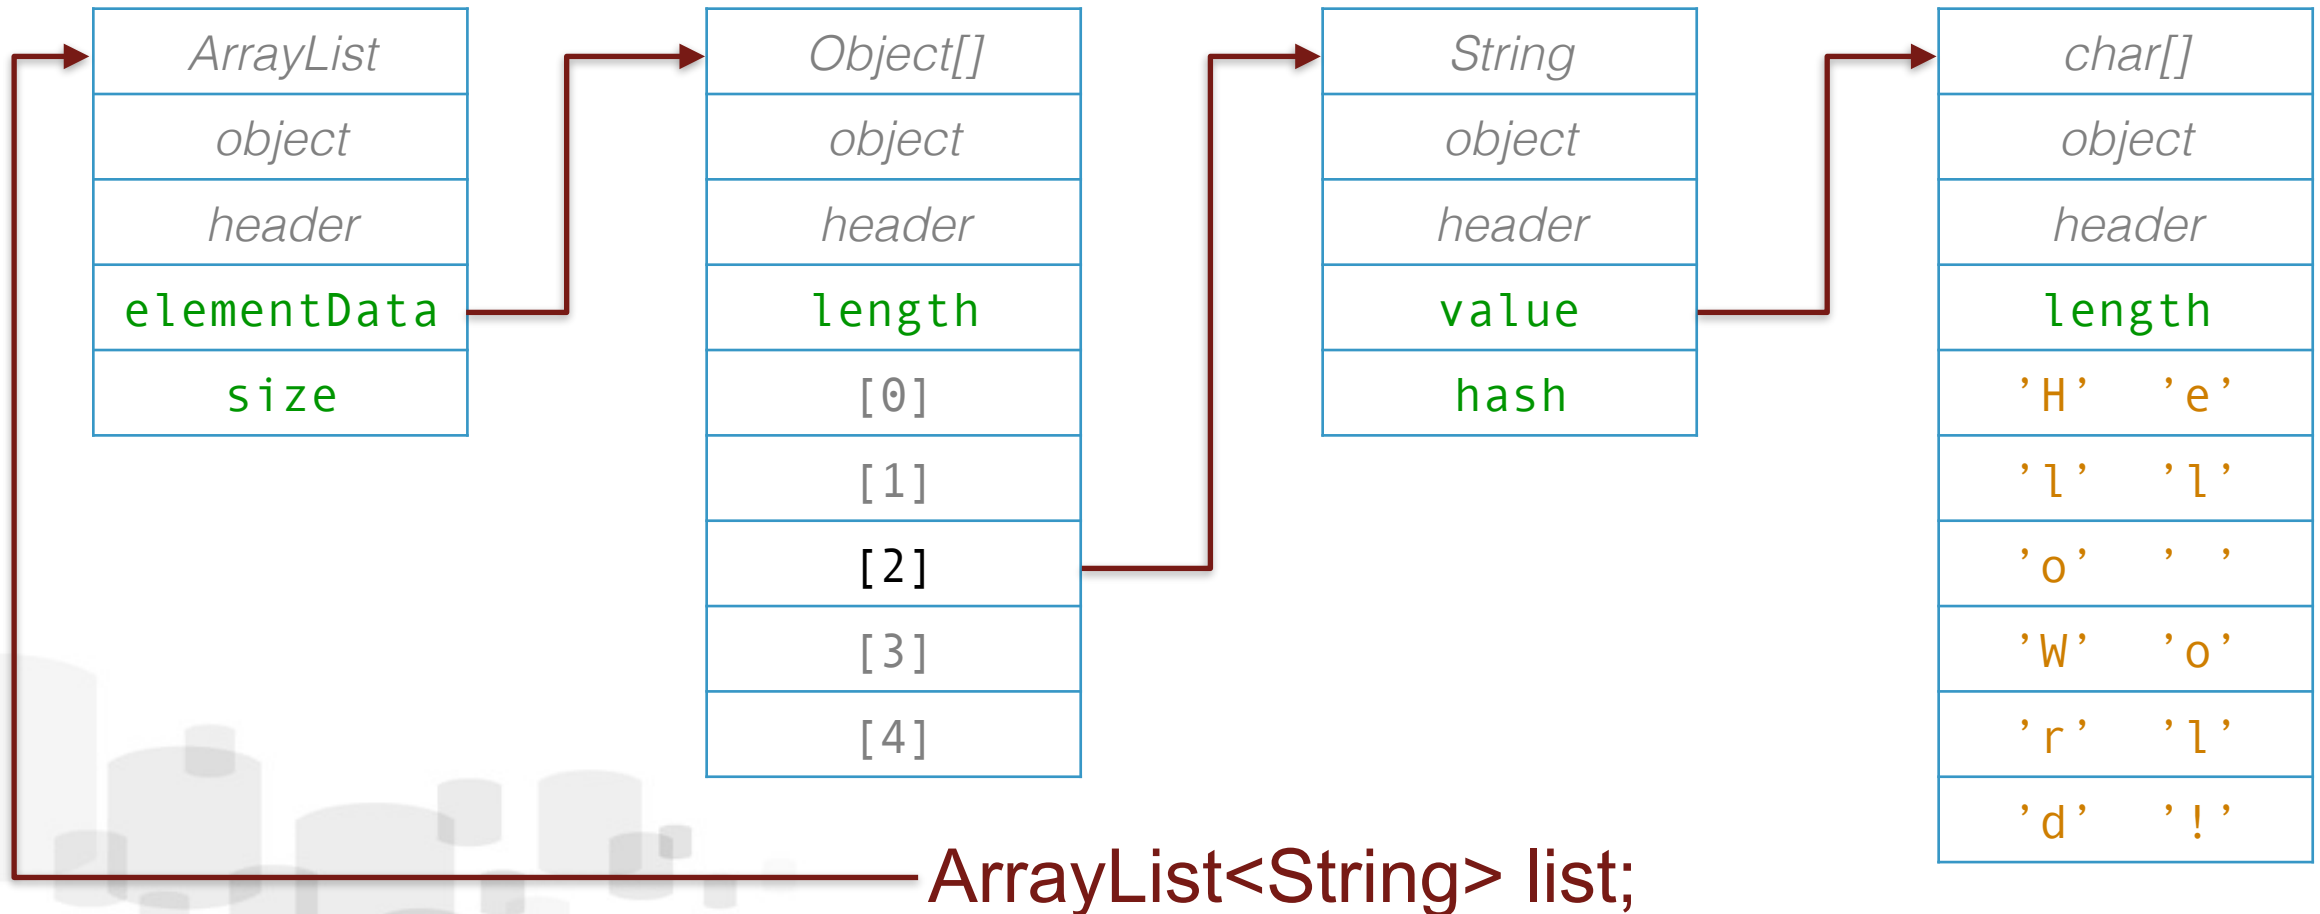 ArrayList
object
header
elementData
size
Object[]
object
header
length
[0]
[1]
[2]
[3]
[4]
String
object
header
value
hash
char[]
object
header
length
’H’ ’e’
’l’ ’l’
’o’ ’ ’
’W’ ’o’
’r’ ’l’
’d’ ’!’
ArrayList<String> list;